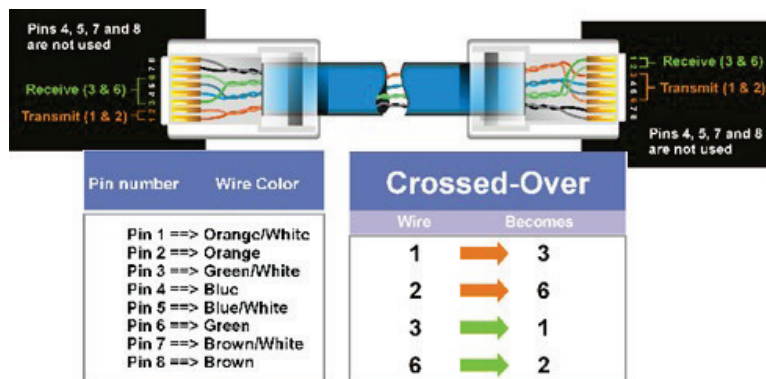 Pins 4, 5, 7 and 8
are not used
Receive (3 & 6)
Transmit (1 & 2)
Receive (3 & 6)
Transmit (1 & 2)
Pins 4, 5, 7 and 8
are not used
Pin number Wire Color
Pin 1 ==> Orange/White
Pin 2 ==> Orange
Pin 3 ==> Green/White
Pin 4 ==> Blue
Pin 5 ==> Blue/White
Pin 6 ==> Green
Pin 7 ==> Brown/White
Pin 8 ==> Brown
Crossed-Over
Wire Becomes
1 3
2 6
3 1
6 2